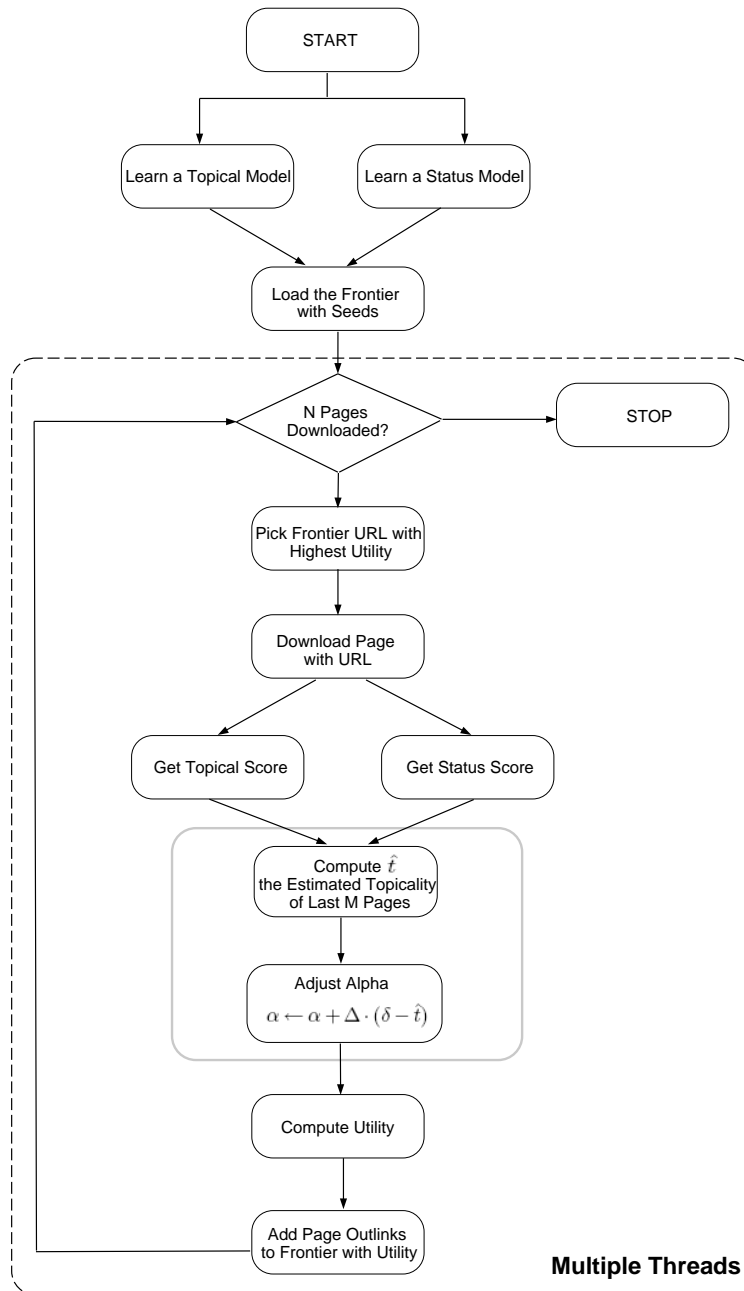 START
Learn a Topical Model
Learn a Status Model
Load the Frontier
with Seeds
N Pages
Downloaded?
STOP
Pick Frontier URL with
Highest Utility
Download Page
with URL
Get Topical Score
Get Status Score
Compute t̂
the Estimated Topicality
of Last M Pages
Adjust Alpha
α ← α + Δ · (δ − t̂)
Compute Utility
Add Page Outlinks
to Frontier with Utility
Multiple Threads